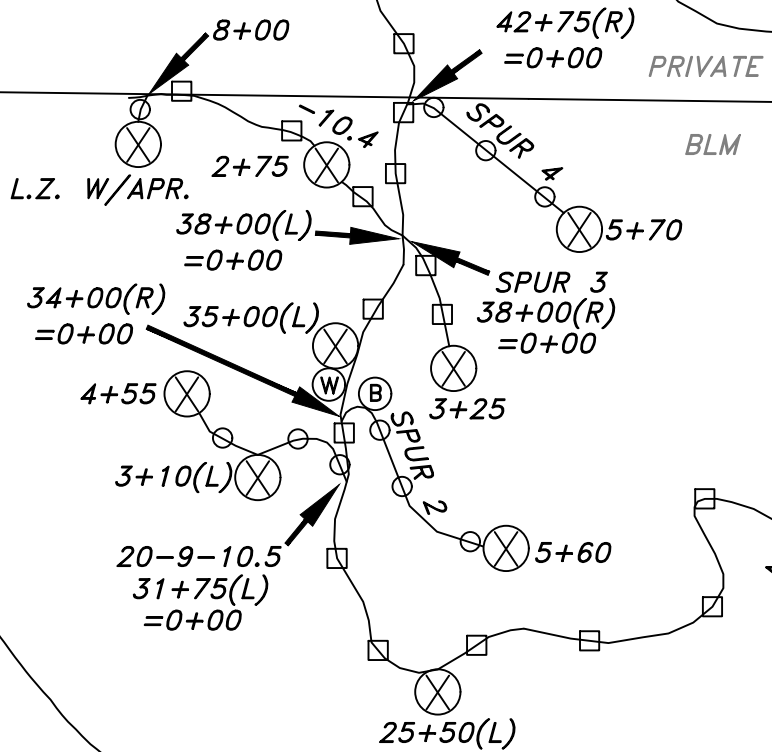 8+00
42+75(R)
=0+00
PRIVATE
BLM
-10.4
SPUR 4
2+75
L.Z. W/APR.
5+70
38+00(L)
=0+00
SPUR 3
38+00(R)
=0+00
34+00(R)
=0+00
35+00(L)
W
B
4+55
3+25
SPUR 2
3+10(L)
5+60
20-9-10.5
31+75(L)
=0+00
25+50(L)